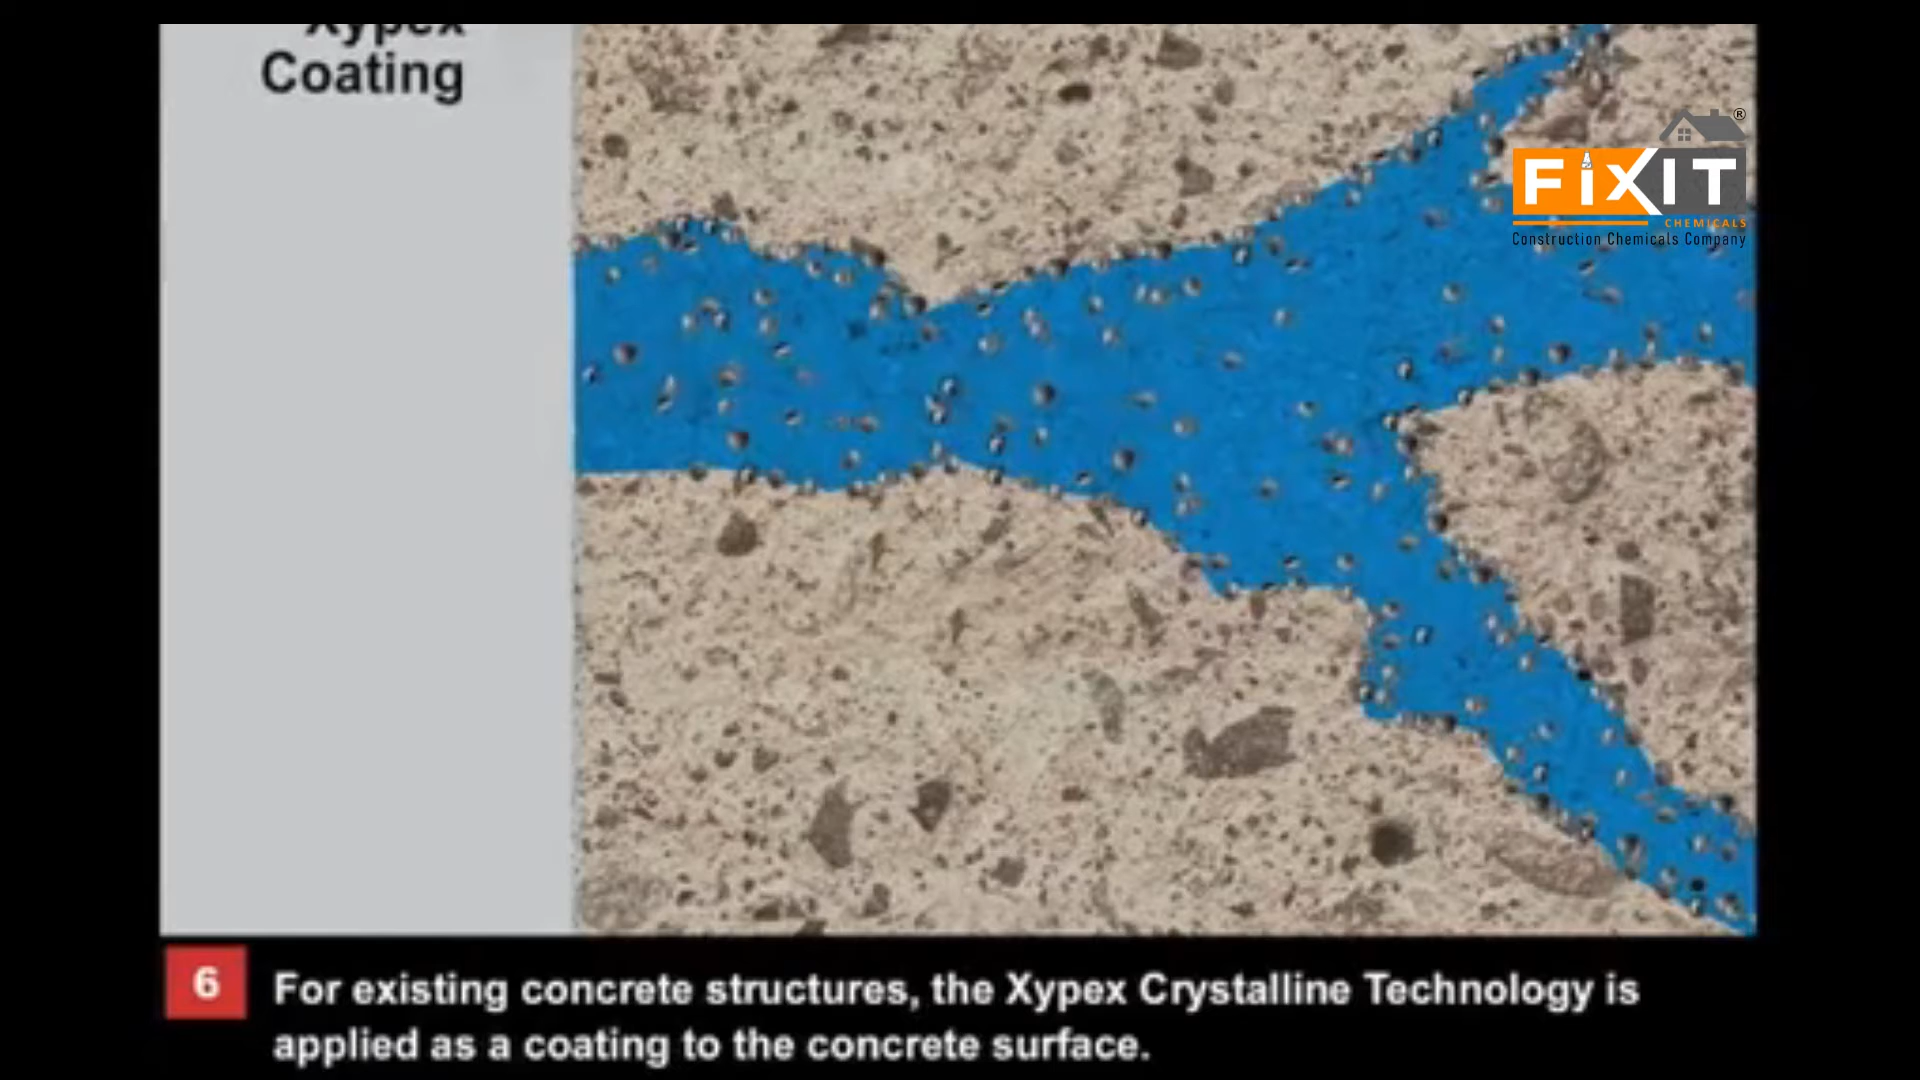 Xypex
Coating
®
FiXIT
CHEMICALS
Construction Chemicals Company
6
For existing concrete structures, the Xypex Crystalline Technology is
applied as a coating to the concrete surface.